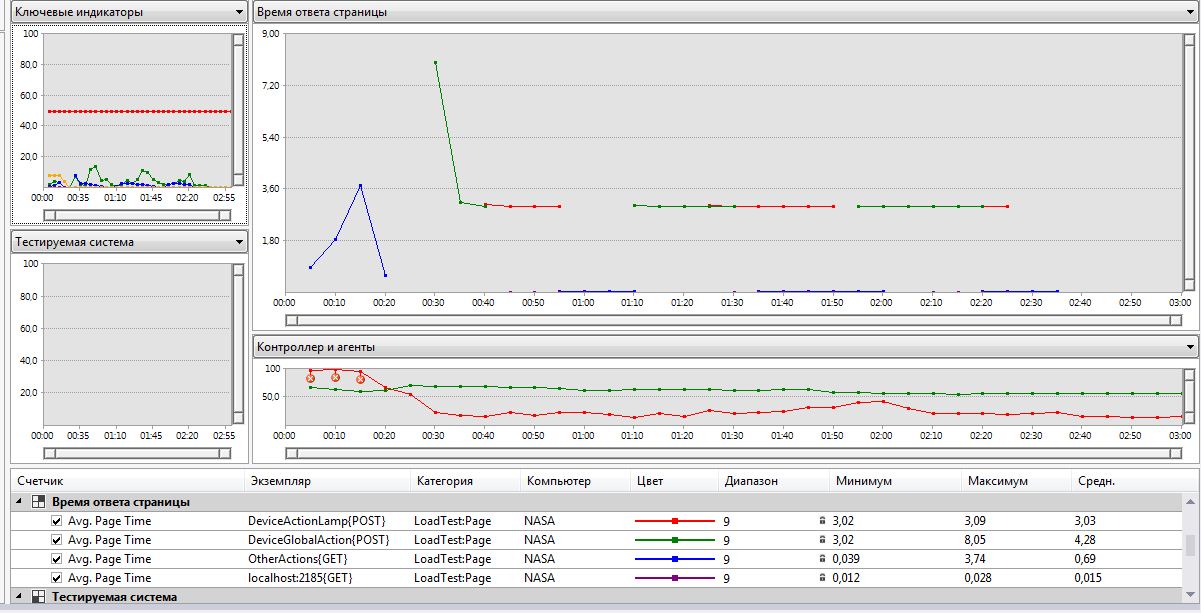 Ключевые индикаторы
100
80,0
60,0
40,0
20,0
00:00 00:35 01:10 01:45 02:20 02:55
Тестируемая система
100
80,0
60,0
40,0
20,0
00:00 00:35 01:10 01:45 02:20 02:55
Время ответа страницы
9,00
7,20
5,40
3,60
1,80
00:00 00:10 00:20 00:30 00:40 00:50 01:00 01:10 01:20 01:30 01:40 01:50 02:00 02:10 02:20 02:30 02:40 02:50 03:00
Контроллер и агенты
100
50,0
00:00 00:10 00:20 00:30 00:40 00:50 01:00 01:10 01:20 01:30 01:40 01:50 02:00 02:10 02:20 02:30 02:40 02:50 03:00
Счетчик Экземпляр Категория Компьютер Цвет Диапазон Минимум Максимум Средн.
Время ответа страницы
Avg. Page Time DeviceActionLamp{POST} LoadTest:Page NASA 9 3,02 3,09 3,03
Avg. Page Time DeviceGlobalAction{POST} LoadTest:Page NASA 9 3,02 8,05 4,28
Avg. Page Time OtherActions{GET} LoadTest:Page NASA 9 0,039 3,74 0,69
Avg. Page Time localhost:2185{GET} LoadTest:Page NASA 9 0,012 0,028 0,015
Тестируемая система